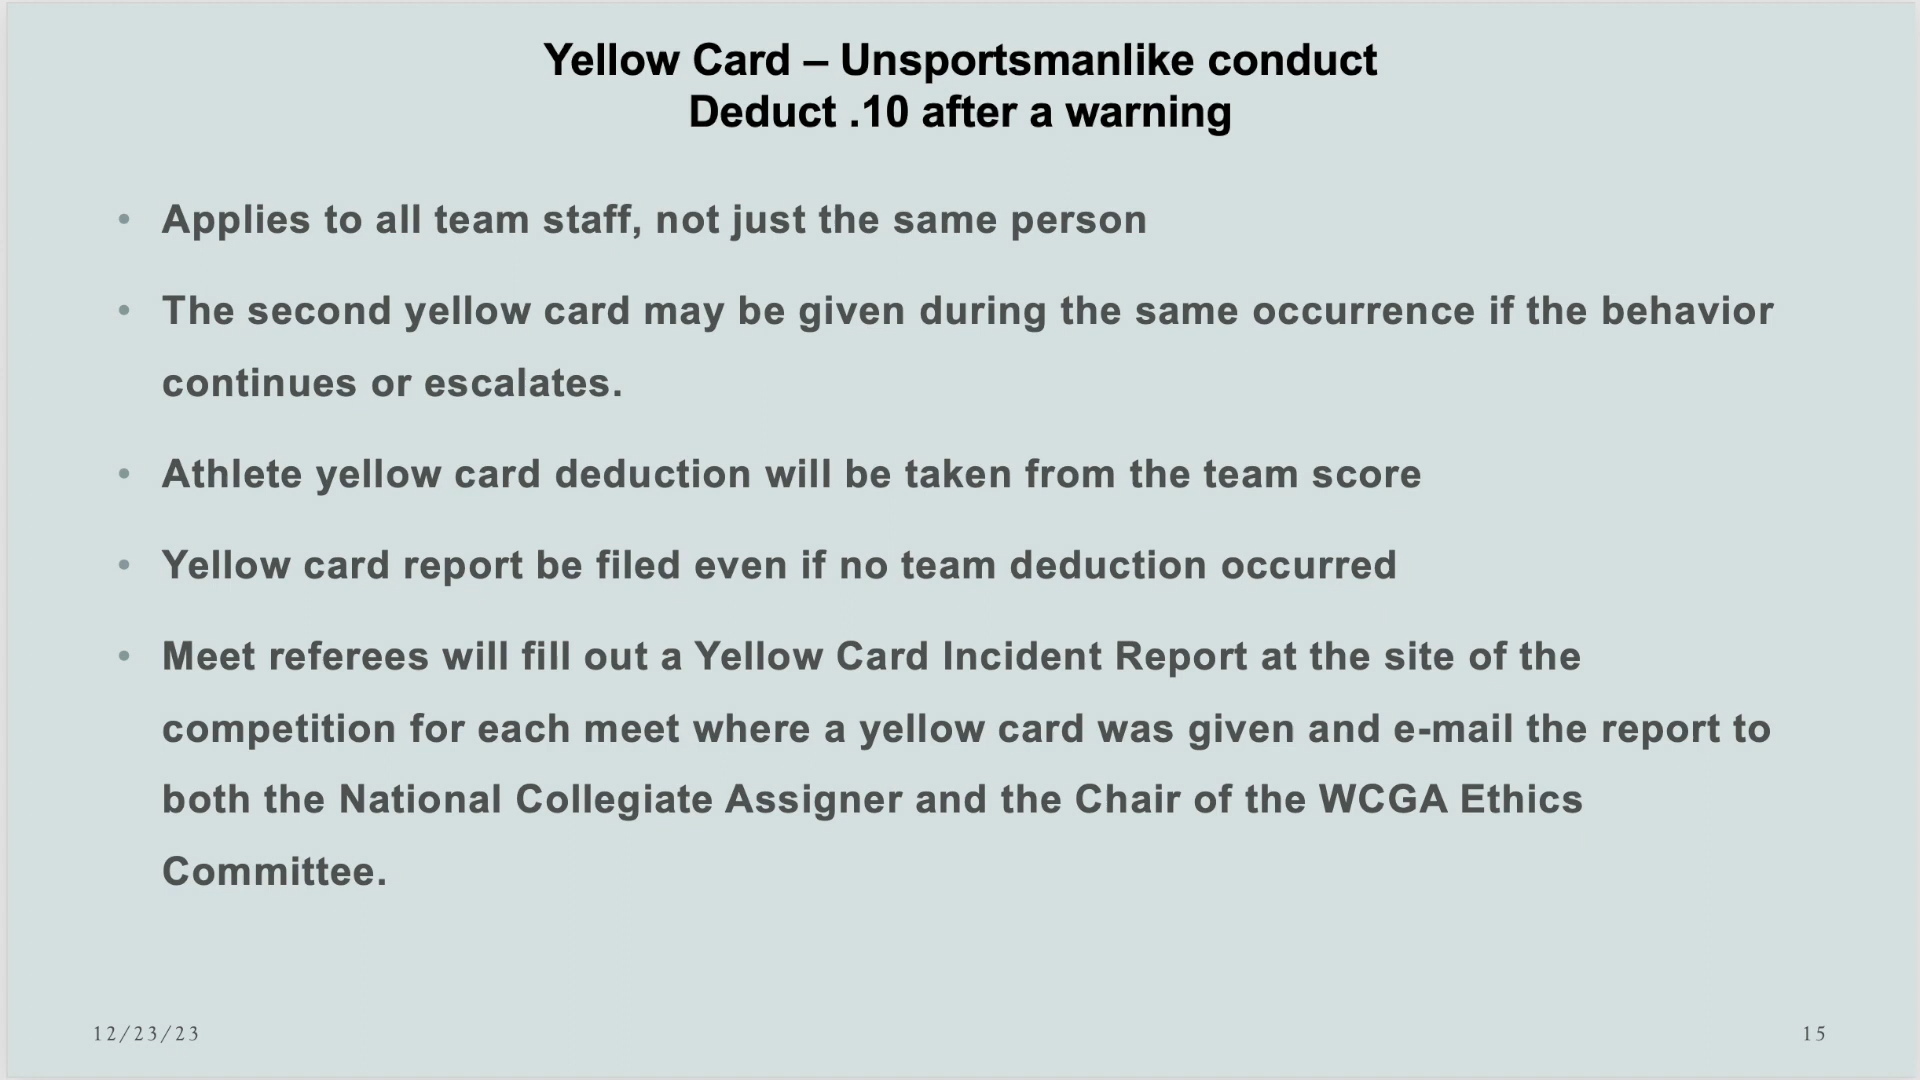 Yellow Card – Unsportsmanlike conduct
Deduct .10 after a warning
• Applies to all team staff, not just the same person
• The second yellow card may be given during the same occurrence if the behavior
continues or escalates.
• Athlete yellow card deduction will be taken from the team score
• Yellow card report be filed even if no team deduction occurred
• Meet referees will fill out a Yellow Card Incident Report at the site of the
competition for each meet where a yellow card was given and e-mail the report to
both the National Collegiate Assigner and the Chair of the WCGA Ethics
Committee.
12/23/23
15